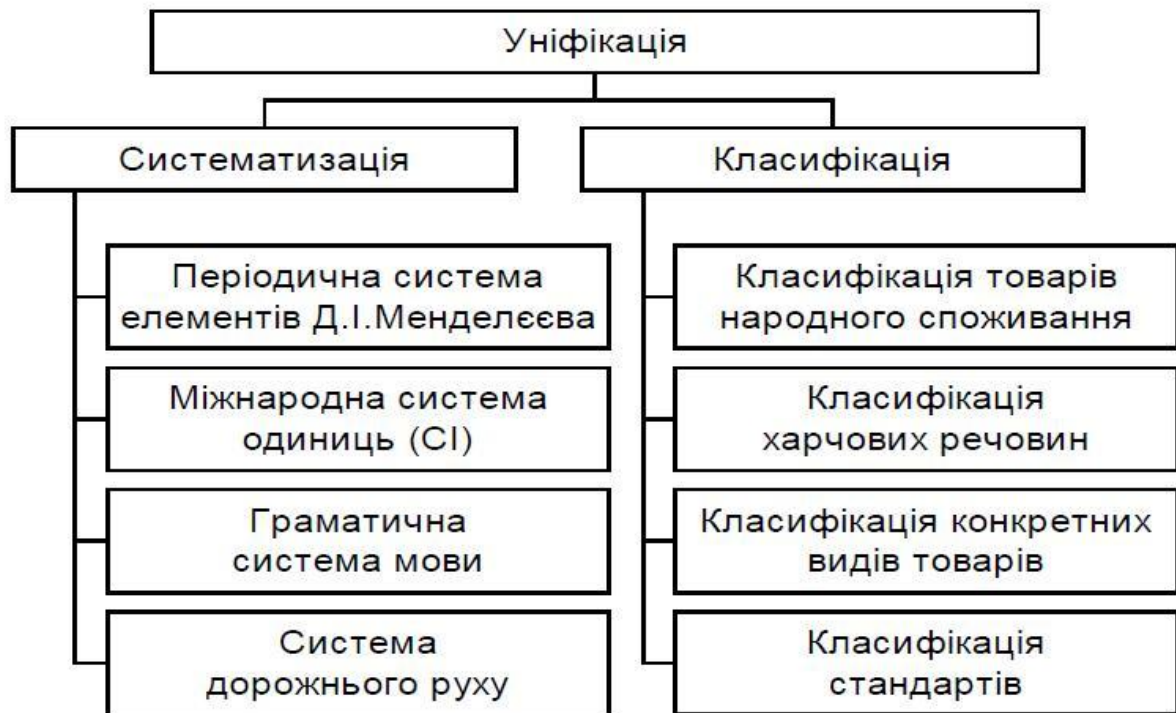 Уніфікація
Систематизація
Класифікація
Періодична система
елементів Д.І.Менделєєва
Міжнародна система
одиниць (СІ)
Граматична
система мови
Система
дорожнього руху
Класифікація товарів
народного споживання
Класифікація
харчових речовин
Класифікація конкретних
видів товарів
Класифікація
стандартів